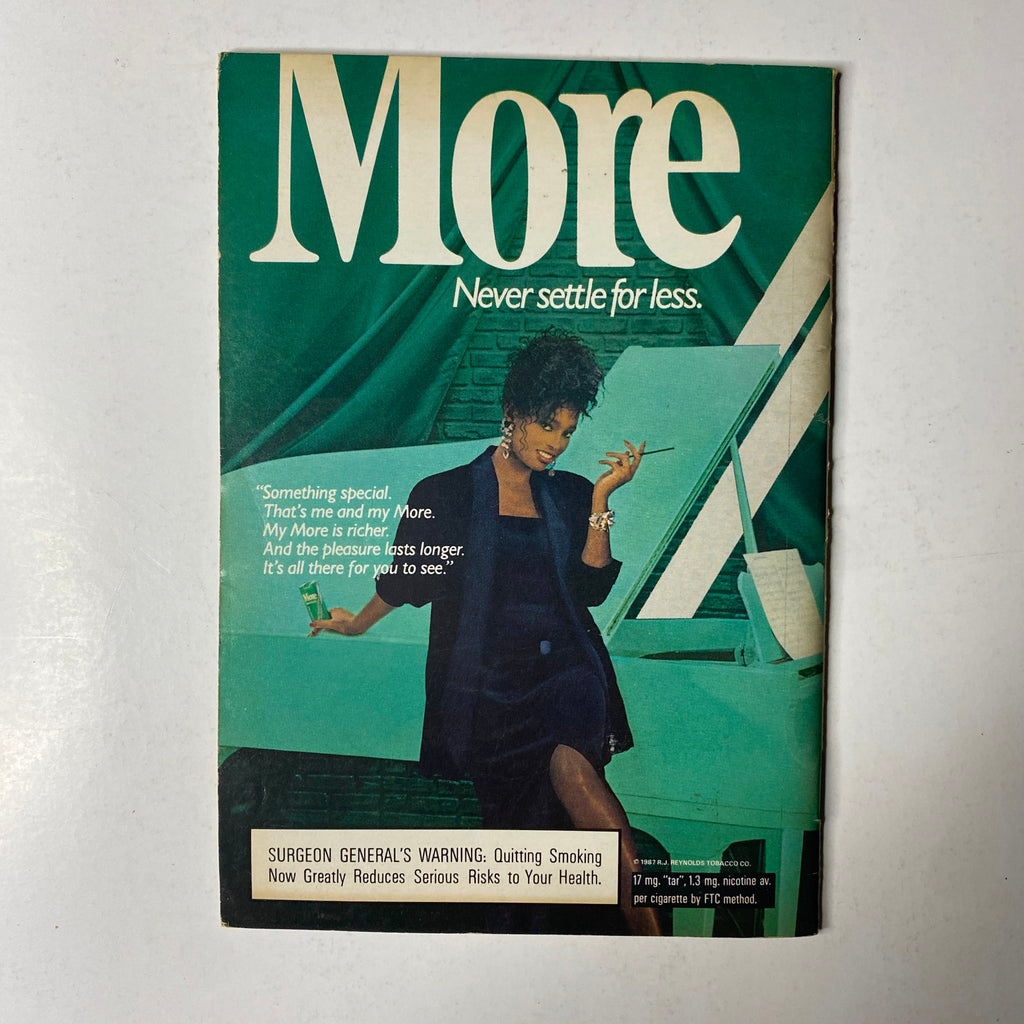 More
Never settle for less.
“Something special.
That's me and my More.
My More is richer.
And the pleasure lasts longer.
It's all there for you to see.”
More
SURGEON GENERAL'S WARNING: Quitting Smoking
Now Greatly Reduces Serious Risks to Your Health.
© 1987 R.J. REYNOLDS TOBACCO CO.
17 mg. “tar”, 1.3 mg. nicotine av.
per cigarette by FTC method.